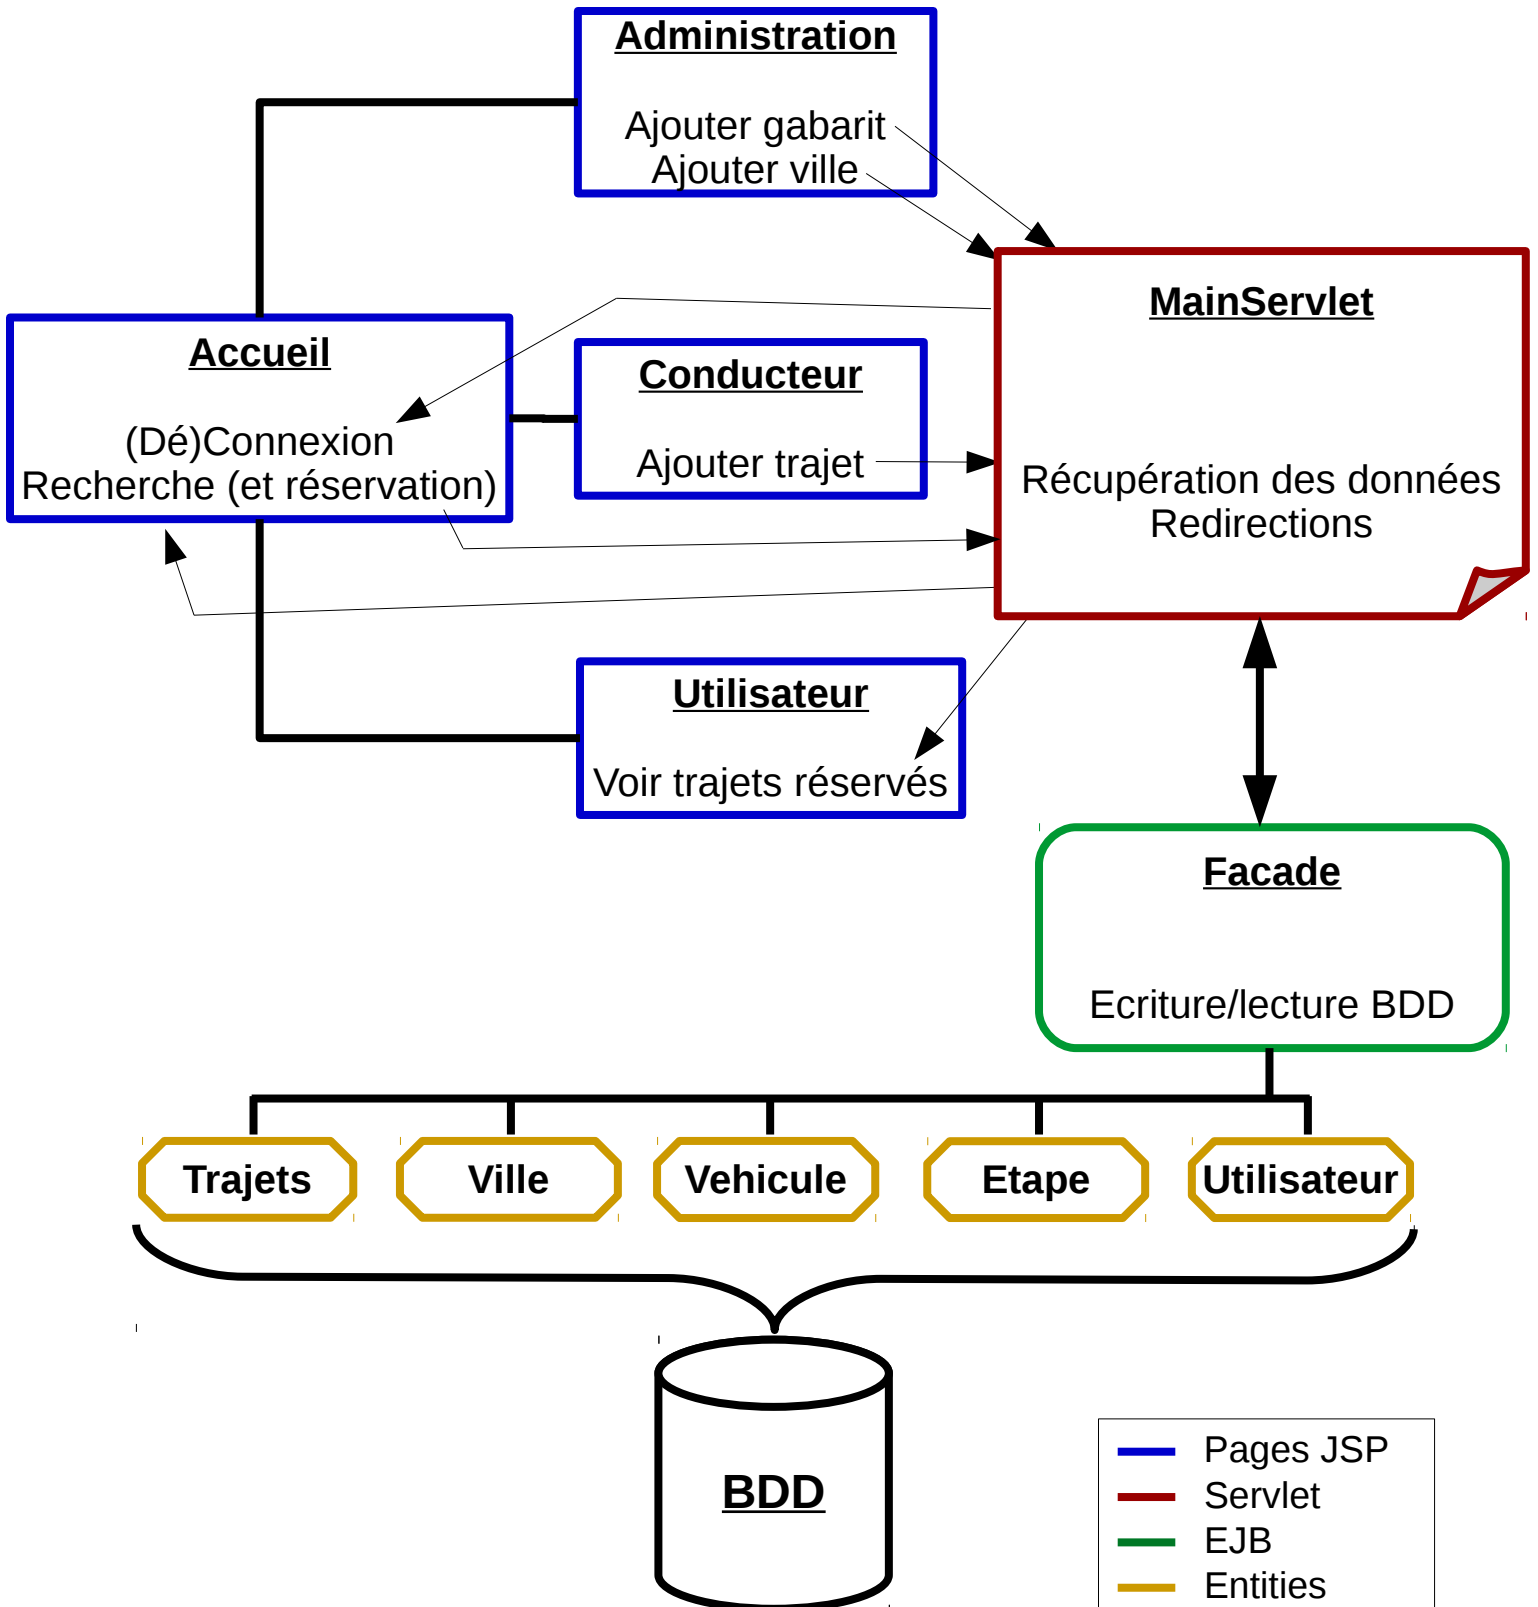 Administration
Ajouter gabarit
Ajouter ville
MainServlet
Récupération des données
Redirections
Accueil
(Dé)Connexion
Recherche (et réservation)
Conducteur
Ajouter trajet
Utilisateur
Voir trajets réservés
Facade
Ecriture/lecture BDD
Trajets
Ville
Vehicule
Etape
Utilisateur
BDD
Pages JSP
Servlet
EJB
Entities